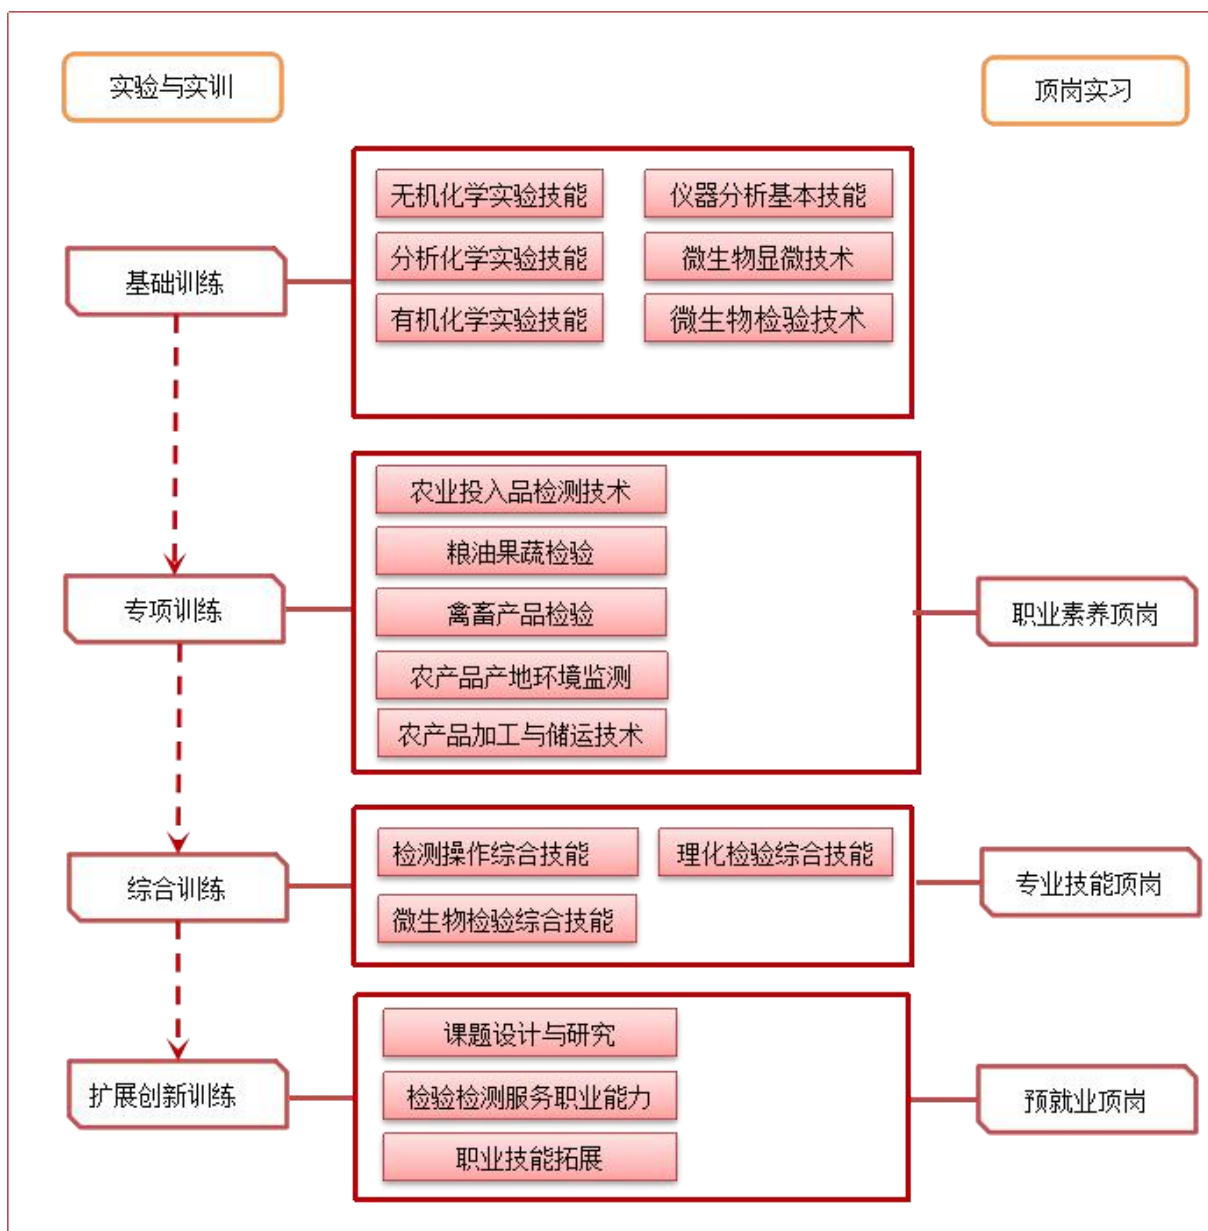 实验与实训
顶岗实习
基础训练
无机化学实验技能
仪器分析基本技能
分析化学实验技能
微生物显微技术
有机化学实验技能
微生物检验技术
专项训练
农业投入品检测技术
粮油果蔬检验
禽畜产品检验
农产品产地环境监测
农产品加工与储运技术
职业素养顶岗
综合训练
检测操作综合技能
理化检验综合技能
微生物检验综合技能
专业技能顶岗
扩展创新训练
课题设计与研究
检验检测服务职业能力
职业技能拓展
预就业顶岗